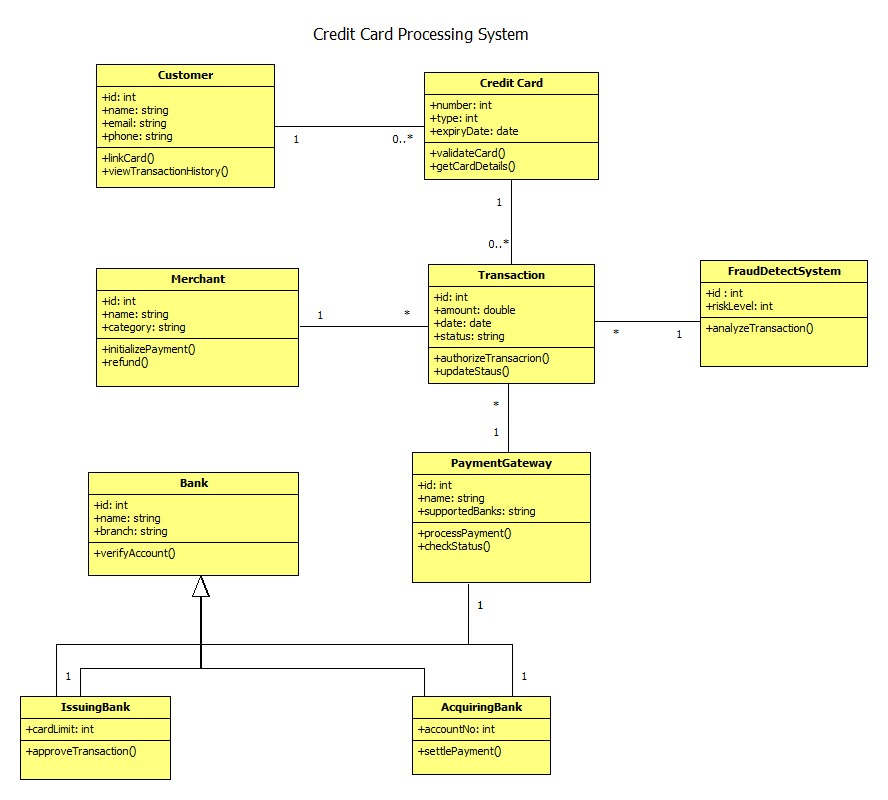 Credit Card Processing System
Customer
+id: int
+name: string
+email: string
+phone: string
+linkCard()
+viewTransactionHistory()
1
0..*
Credit Card
+number: int
+type: int
+expiryDate: date
+validateCard()
+getCardDetails()
1
0..*
Merchant
+id: int
+name: string
+category: string
+initializePayment()
+refund()
1
*
Transaction
+id: int
+amount: double
+date: date
+status: string
+authorizeTransacrion()
+updateStaus()
*
1
FraudDetectSystem
+id : int
+riskLevel: int
+analyzeTransaction()
*
1
Bank
+id: int
+name: string
+branch: string
+verifyAccount()
PaymentGateway
+id: int
+name: string
+supportedBanks: string
+processPayment()
+checkStatus()
1
1
1
IssuingBank
+cardLimit: int
+approveTransaction()
AcquiringBank
+accountNo: int
+settlePayment()